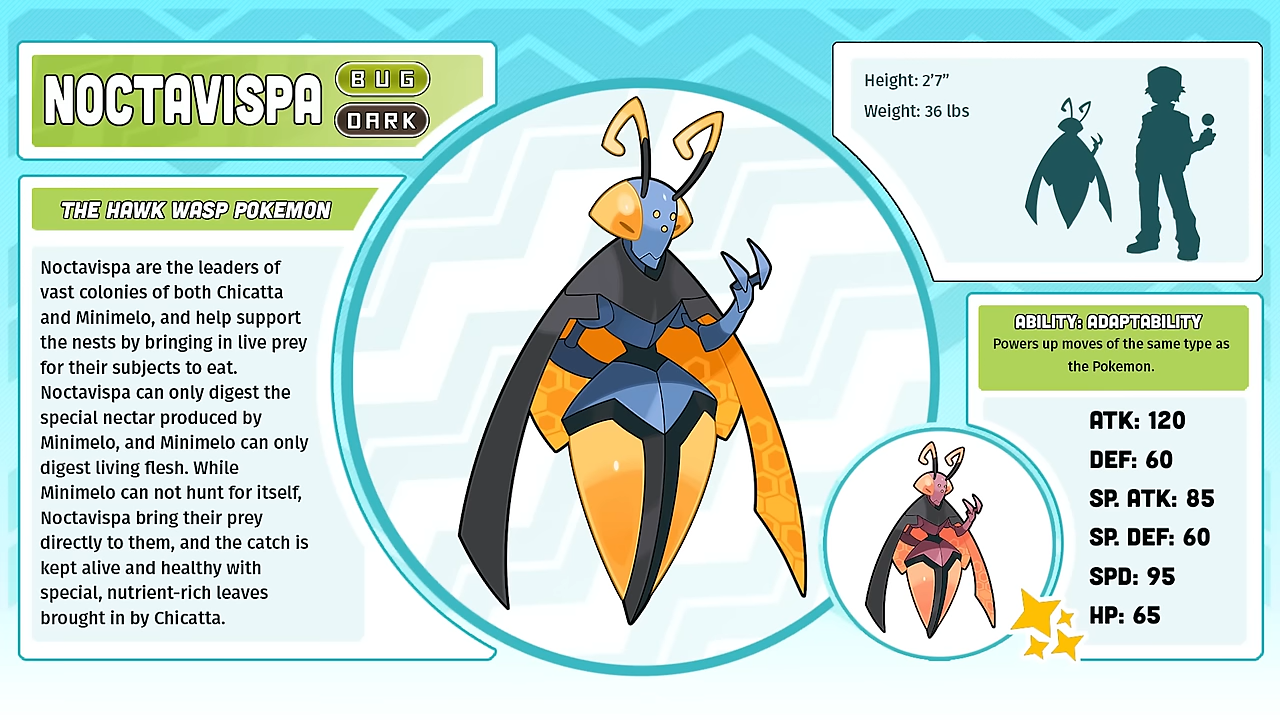 NOCTAVISPA
BUG
DARK
THE HAWK WASP POKEMON
Noctavispa are the leaders of
vast colonies of both Chicatta
and Minimelo, and help support
the nests by bringing in live prey
for their subjects to eat.
Noctavispa can only digest the
special nectar produced by
Minimelo, and Minimelo can only
digest living flesh. While
Minimelo can not hunt for itself,
Noctavispa bring their prey
directly to them, and the catch is
kept alive and healthy with
special, nutrient-rich leaves
brought in by Chicatta.
Height: 2’7”
Weight: 36 lbs
ABILITY: ADAPTABILITY
Powers up moves of the same type as
the Pokemon.
ATK: 120
DEF: 60
SP. ATK: 85
SP. DEF: 60
SPD: 95
HP: 65